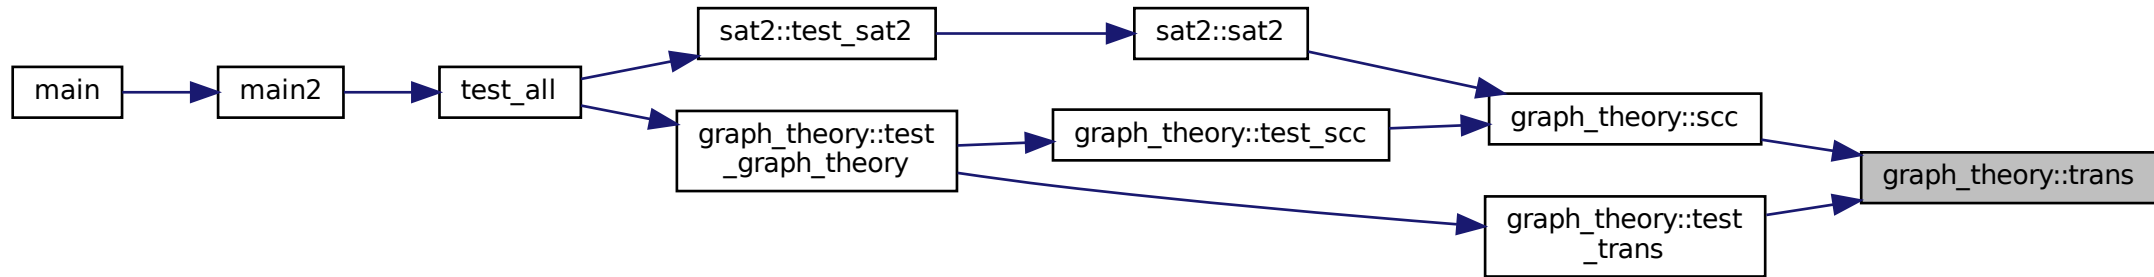 main
main2
test_all
sat2::test_sat2
graph_theory::test
_graph_theory
sat2::sat2
graph_theory::test_scc
graph_theory::scc
graph_theory::test
_trans
graph_theory::trans